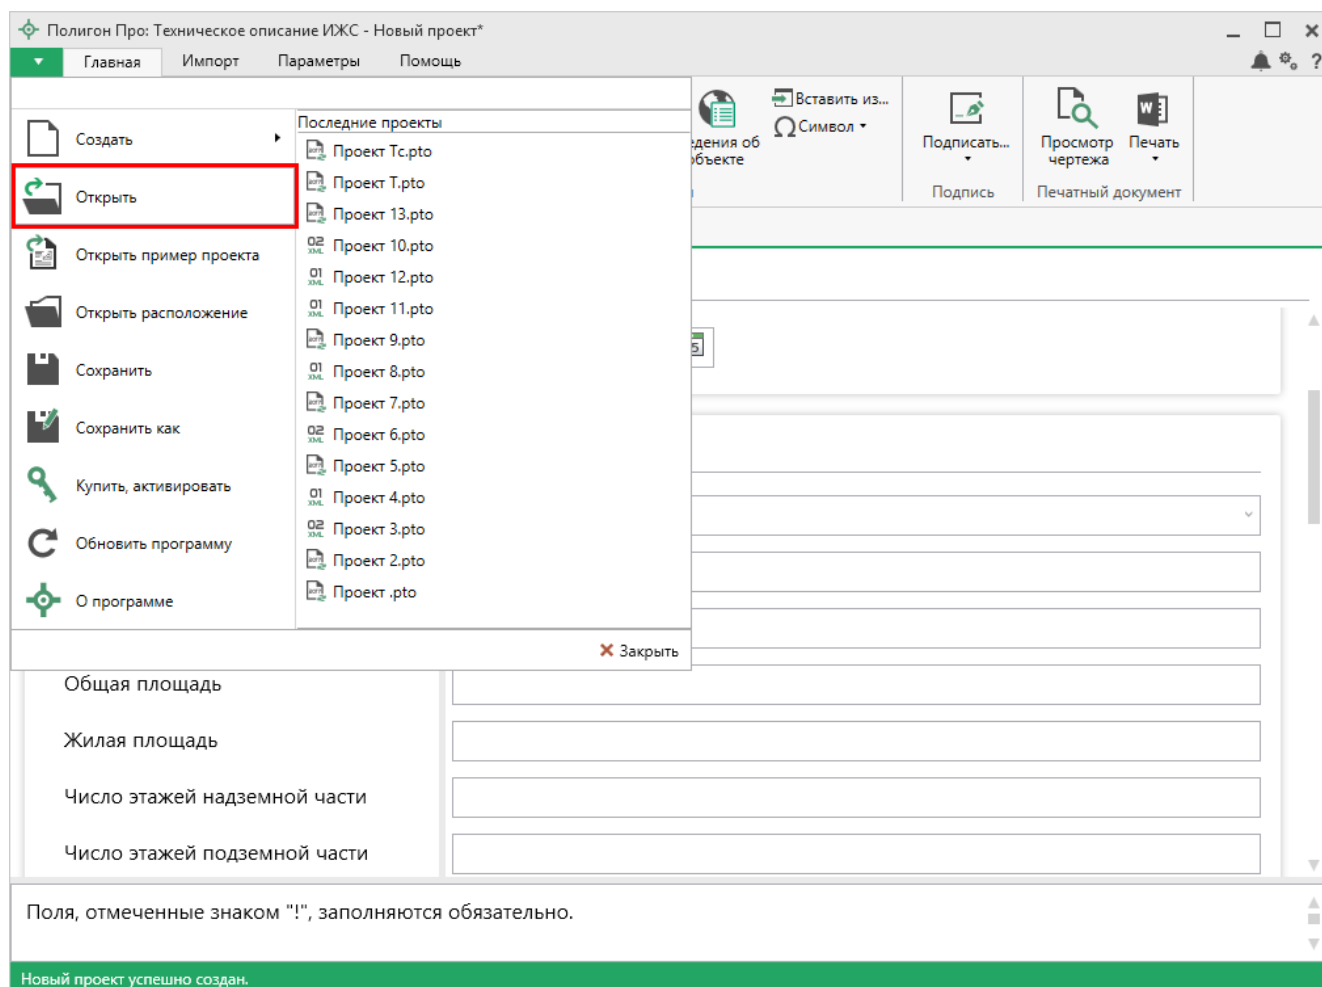 Полигон Про: Техническое описание ИЖС - Новый проект*
Главная Импорт Параметры Помощь
Создать
Открыть
Открыть пример проекта
Открыть расположение
Сохранить
Сохранить как
Купить, активировать
Обновить программу
О программе
Последние проекты
Проект Тс.pto
Проект Т.pto
Проект 13.pto
Проект 10.pto
Проект 12.pto
Проект 11.pto
Проект 9.pto
Проект 8.pto
Проект 7.pto
Проект 6.pto
Проект 5.pto
Проект 4.pto
Проект 3.pto
Проект 2.pto
Проект .pto
Закрыть
об
Вставить из...
Символ
Подписать...
Просмотр
чертежа
Печать
Подпись
Печатный документ
Общая площадь
Жилая площадь
Число этажей надземной части
Число этажей подземной части
Поля, отмеченные знаком "!", заполняются обязательно.
Новый проект успешно создан.